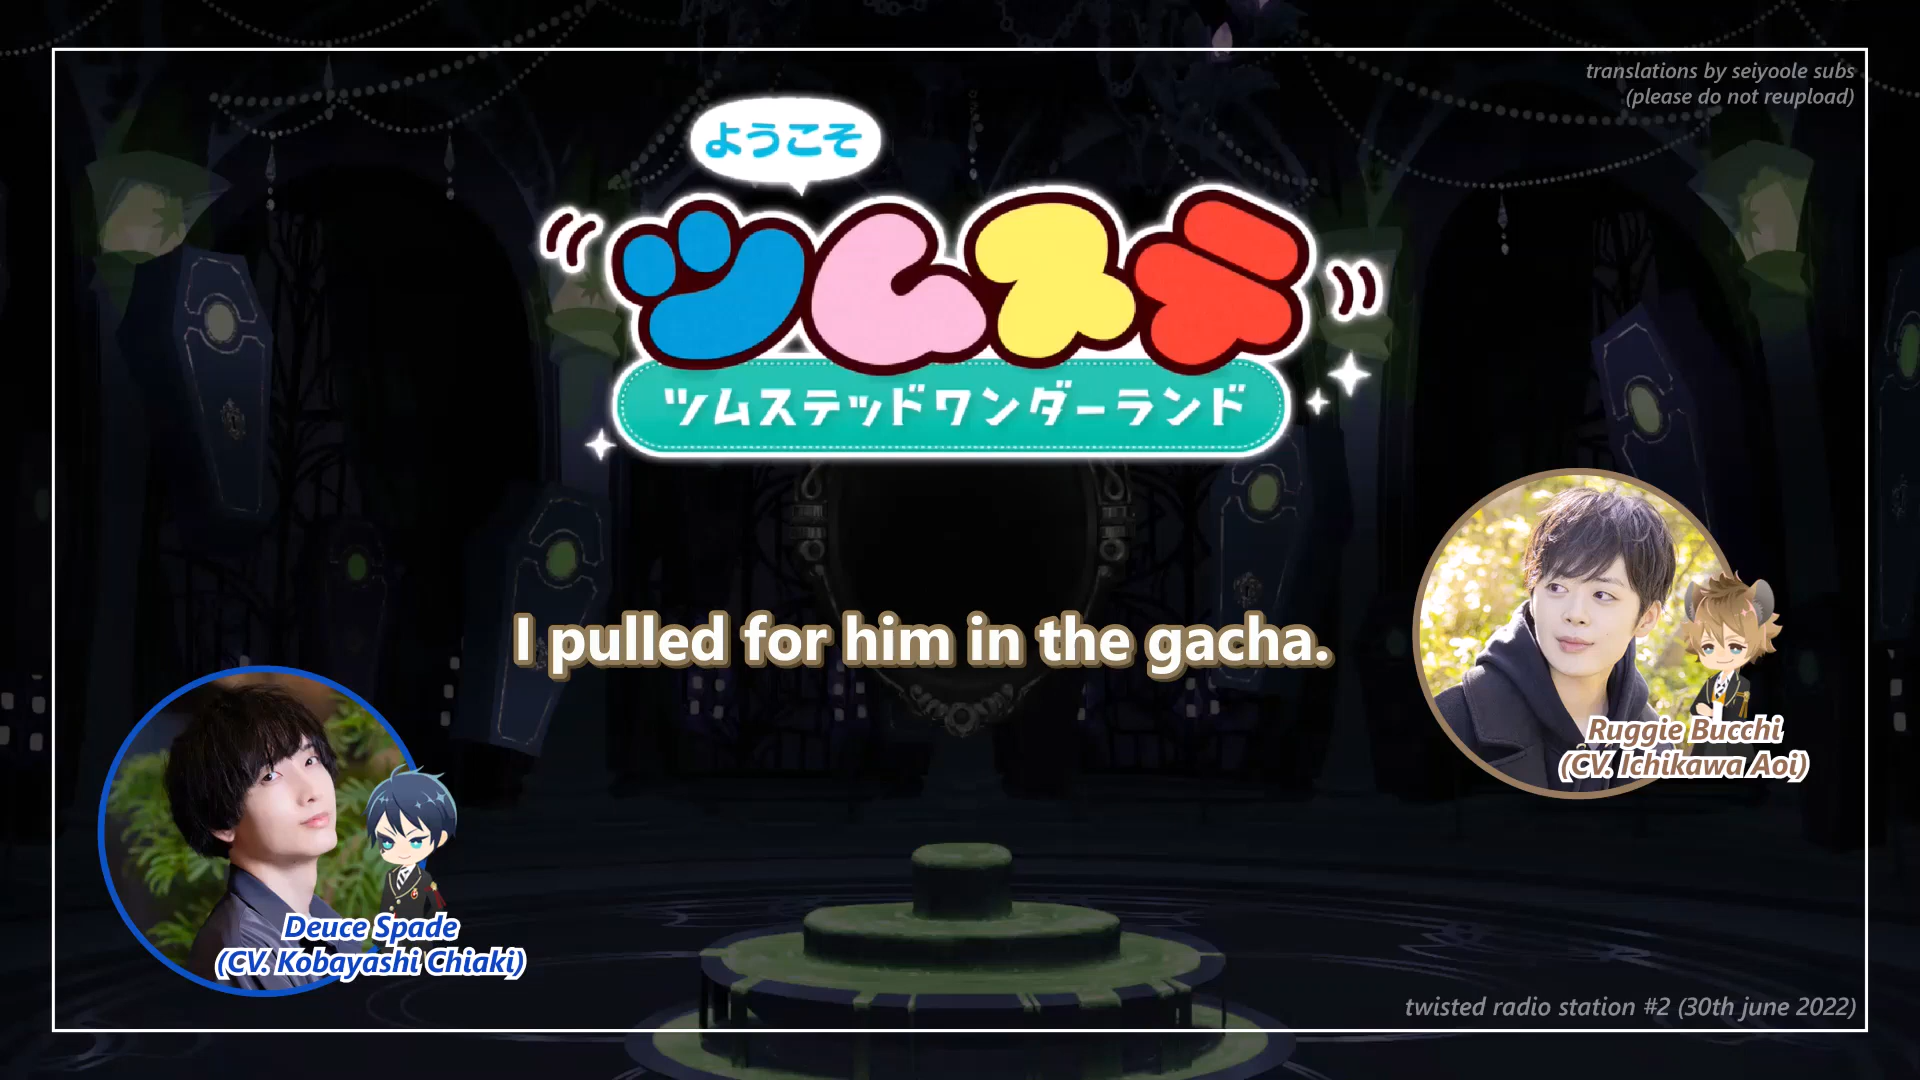 translations by seiyoole subs
(please do not reupload)
ようこそ
ツムステ
ツムステッドワンダーランド
I pulled for him in the gacha.
Ruggie Bucchi
(CV. Ichikawa Aoi)
Deuce Spade
(CV. Kobayashi Chiaki)
twisted radio station #2 (30th june 2022)